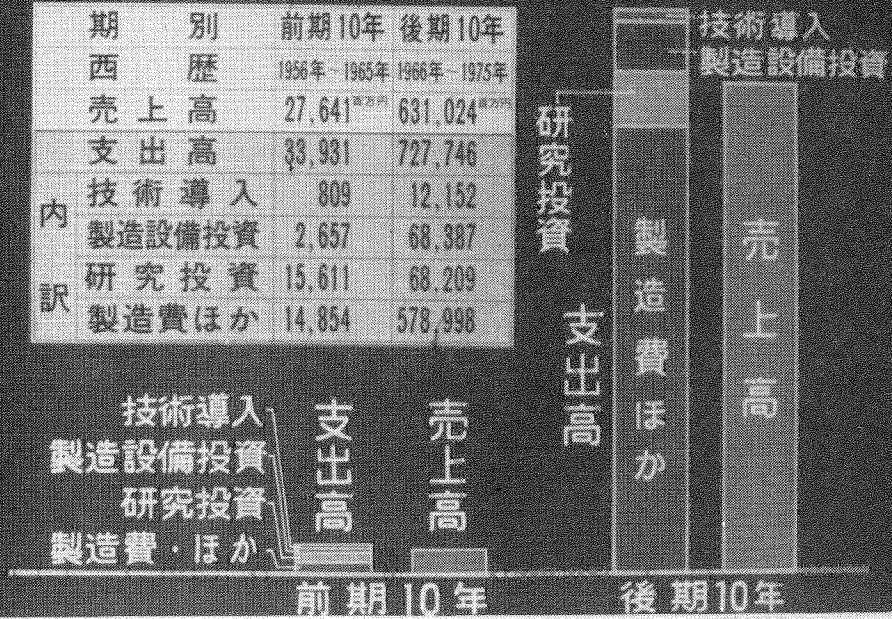 期別 前期10年 後期10年
西歴 1956年~1965年 1966年~1975年
売上高 27,641百万円 631,024百万円
支出高 33,931 727,746
内訳
技術導入 809 12,152
製造設備投資 2,657 68,387
研究投資 15,611 68,209
製造費ほか 14,854 578,998
技術導入
製造設備投資
研究投資
製造費ほか
支出高
売上高
技術導入
製造設備投資
研究投資
製造費・ほか
支出高
売上高
前期10年
後期10年